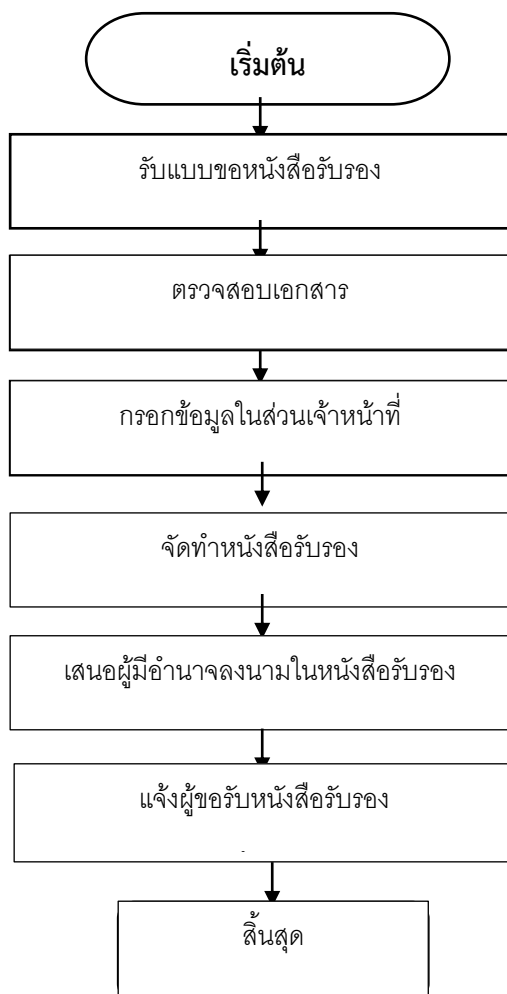 เริ่มต้น
รับแบบขอหนังสือรับรอง
ตรวจสอบเอกสาร
กรอกข้อมูลในส่วนเจ้าหน้าที่
จัดทำหนังสือรับรอง
เสนอผู้มีอำนาจลงนามในหนังสือรับรอง
แจ้งผู้ขอรับหนังสือรับรอง
สิ้นสุด